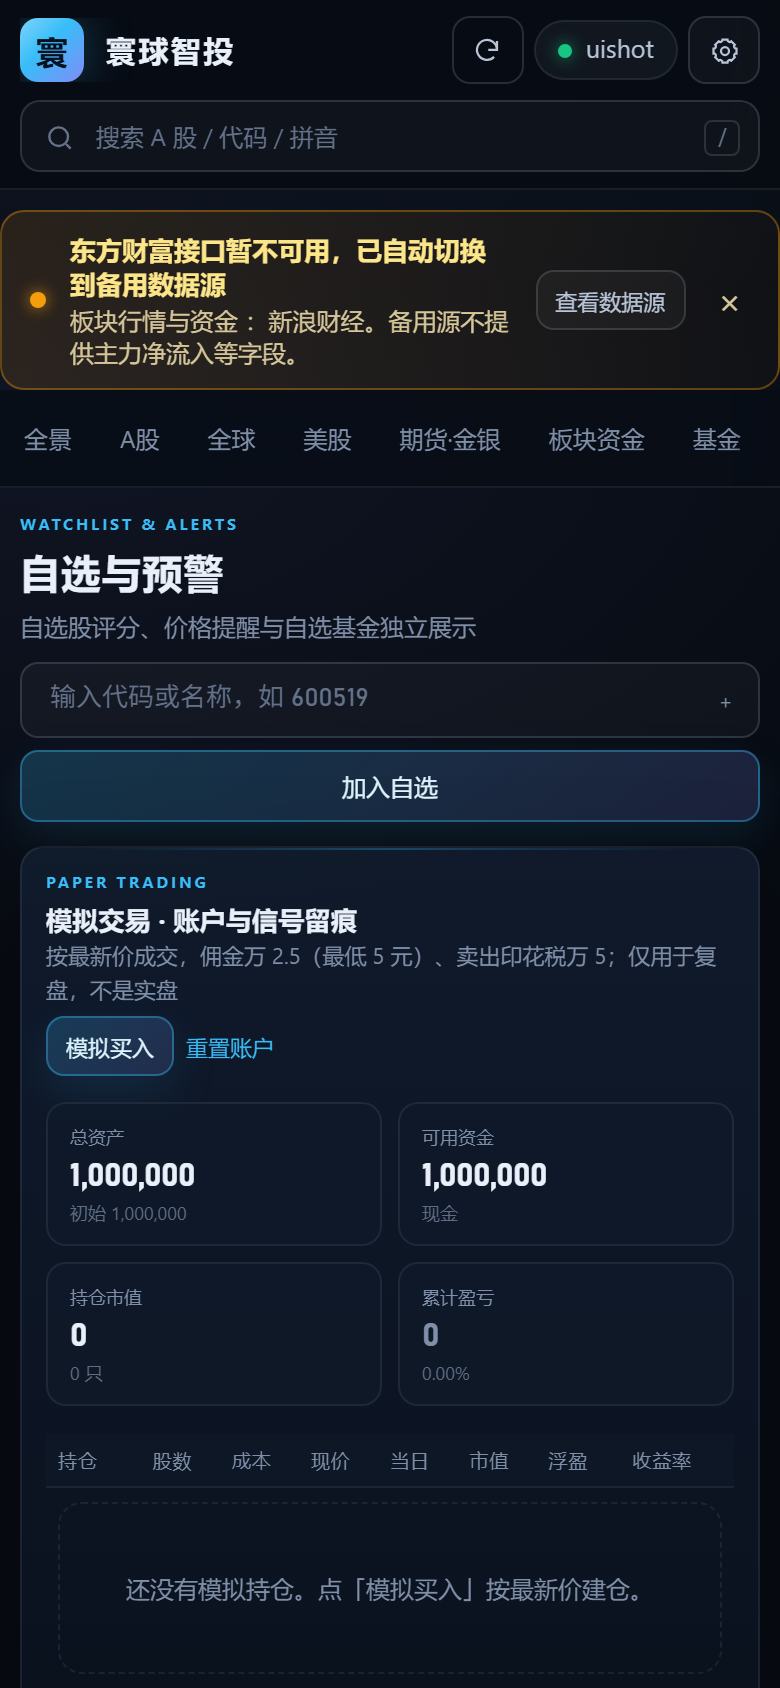 寰 寰球智投 uishot
搜索 A 股 / 代码 / 拼音 /
东方财富接口暂不可用，已自动切换
到备用数据源
板块行情与资金 ：新浪财经。备用源不提
供主力净流入等字段。
查看数据源 ×
全景 A股 全球 美股 期货·金银 板块资金 基金
WATCHLIST & ALERTS
自选与预警
自选股评分、价格提醒与自选基金独立展示
输入代码或名称，如 600519 +
加入自选
PAPER TRADING
模拟交易 · 账户与信号留痕
按最新价成交，佣金万 2.5（最低 5 元）、卖出印花税万 5；仅用于复
盘，不是实盘
模拟买入 重置账户
总资产
1,000,000
初始 1,000,000
可用资金
1,000,000
现金
持仓市值
0
0 只
累计盈亏
0
0.00%
持仓 股数 成本 现价 当日 市值 浮盈 收益率
还没有模拟持仓。点「模拟买入」按最新价建仓。